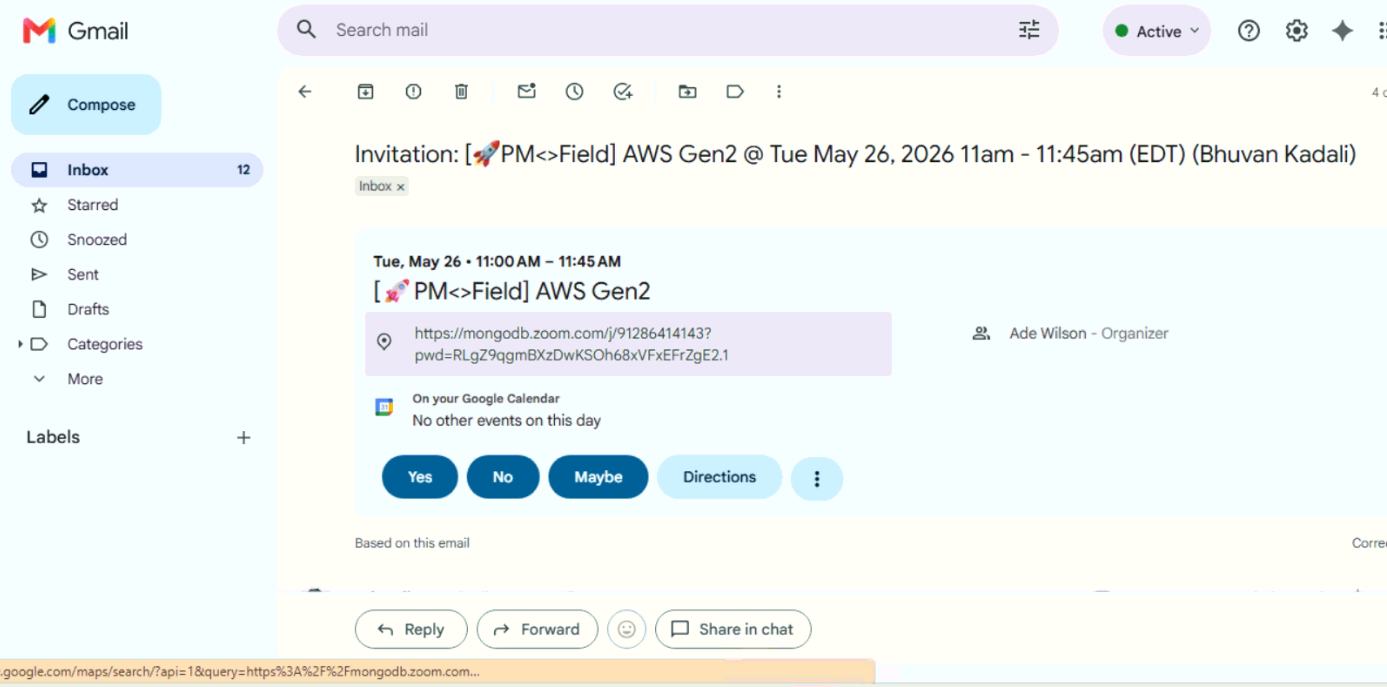 Gmail
Search mail
Active
Compose
4
Inbox 12
Starred
Snoozed
Sent
Drafts
Categories
More
Labels
Invitation: [🚀PM<>Field] AWS Gen2 @ Tue May 26, 2026 11am - 11:45am (EDT) (Bhuvan Kadali)
Inbox ×
Tue, May 26 • 11:00 AM – 11:45 AM
[🚀PM<>Field] AWS Gen2
https://mongodb.zoom.com/j/91286414143?
pwd=RLgZ9qgmBXzDwKSOh68xVFxEFrZgE2.1
Ade Wilson - Organizer
31
On your Google Calendar
No other events on this day
Yes No Maybe Directions
Based on this email
Reply Forward Share in chat
.google.com/maps/search/?api=1&query=https%3A%2F%2Fmongodb.zoom.com...